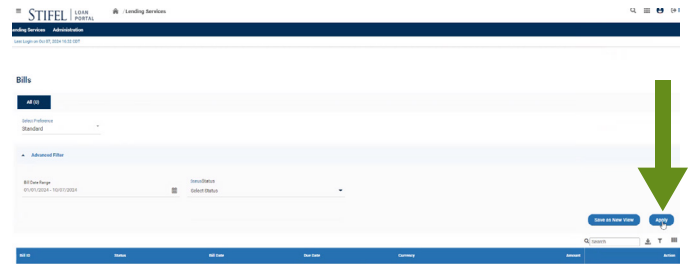 STIFEL | LOAN PORTAL / Lending Services
ending Services Administration
Last Login on Oct 07, 2024 10:32 CDT
Bills
All (0)
Select Preference
Standard
Advanced Filter
Bill Date Range
01/01/2024 - 10/07/2024
Status
Select Status
Save as New View Apply
Search
Bill ID Status Bill Date Due Date Currency Amount Action